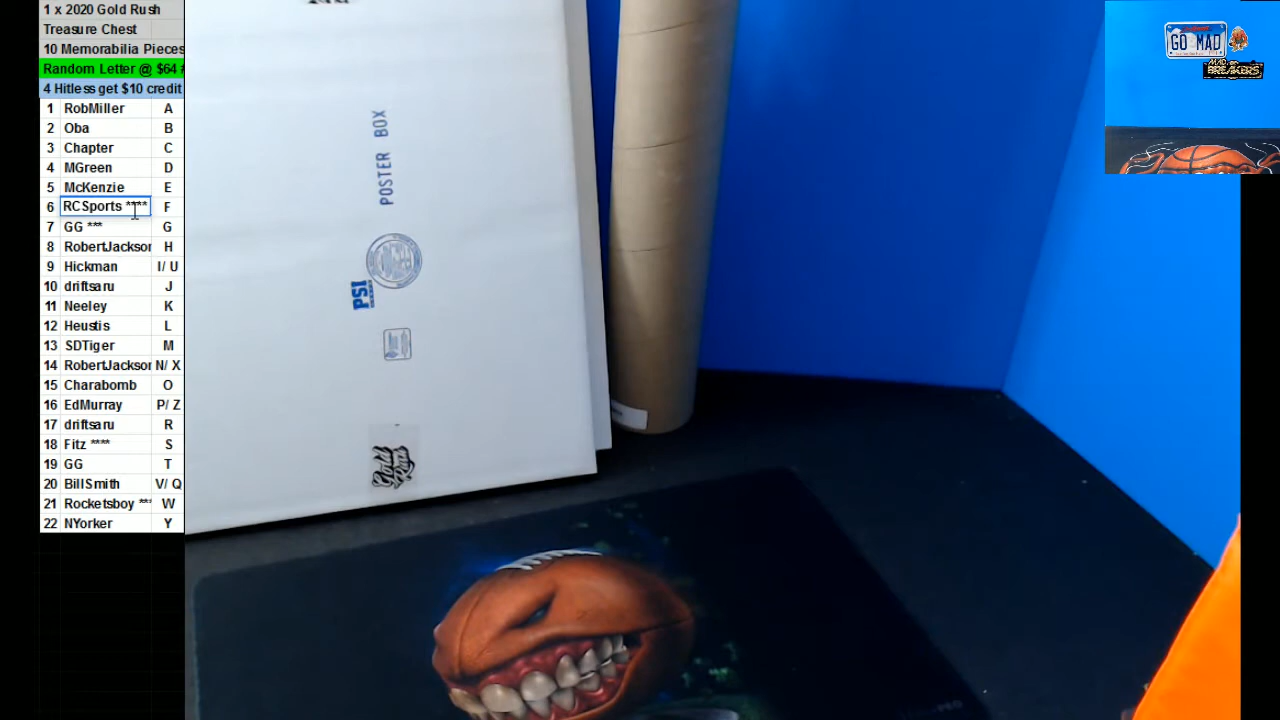 1 x 2020 Gold Rush
Treasure Chest
10 Memorabilia Pieces
Random Letter @ $64
4 Hitless get $10 credit
1 RobMiller A
2 Oba B
3 Chapter C
4 MGreen D
5 McKenzie E
6 RCSports **** F
7 GG *** G
8 RobertJackson H
9 Hickman I/ U
10 driftsaru J
11 Neeley K
12 Heustis L
13 SDTiger M
14 RobertJackson N/ X
15 Charabomb O
16 EdMurray P/ Z
17 driftsaru R
18 Fitz **** S
19 GG T
20 BillSmith V/ Q
21 Rocketsboy *** W
22 NYorker Y
POSTER BOX
PSI
Gold
Rush
GO MAD
MAD
BREAKERS